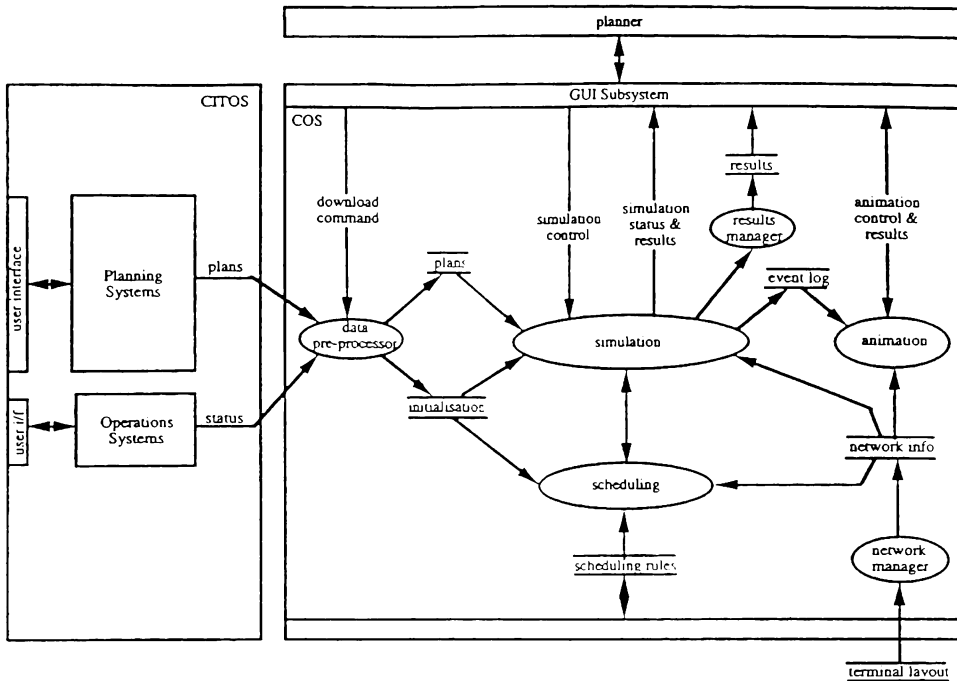 planner
CITOS
GUI Subsystem
COS
results
download
command
simulation
control
simulation
status &
results
results
manager
animation
control &
results
user interface
Planning
Systems
plans
plans
event log
data
pre-processor
simulation
animation
user i/f
Operations
Systems
status
initialisation
network info
scheduling
network
manager
scheduling rules
terminal layout